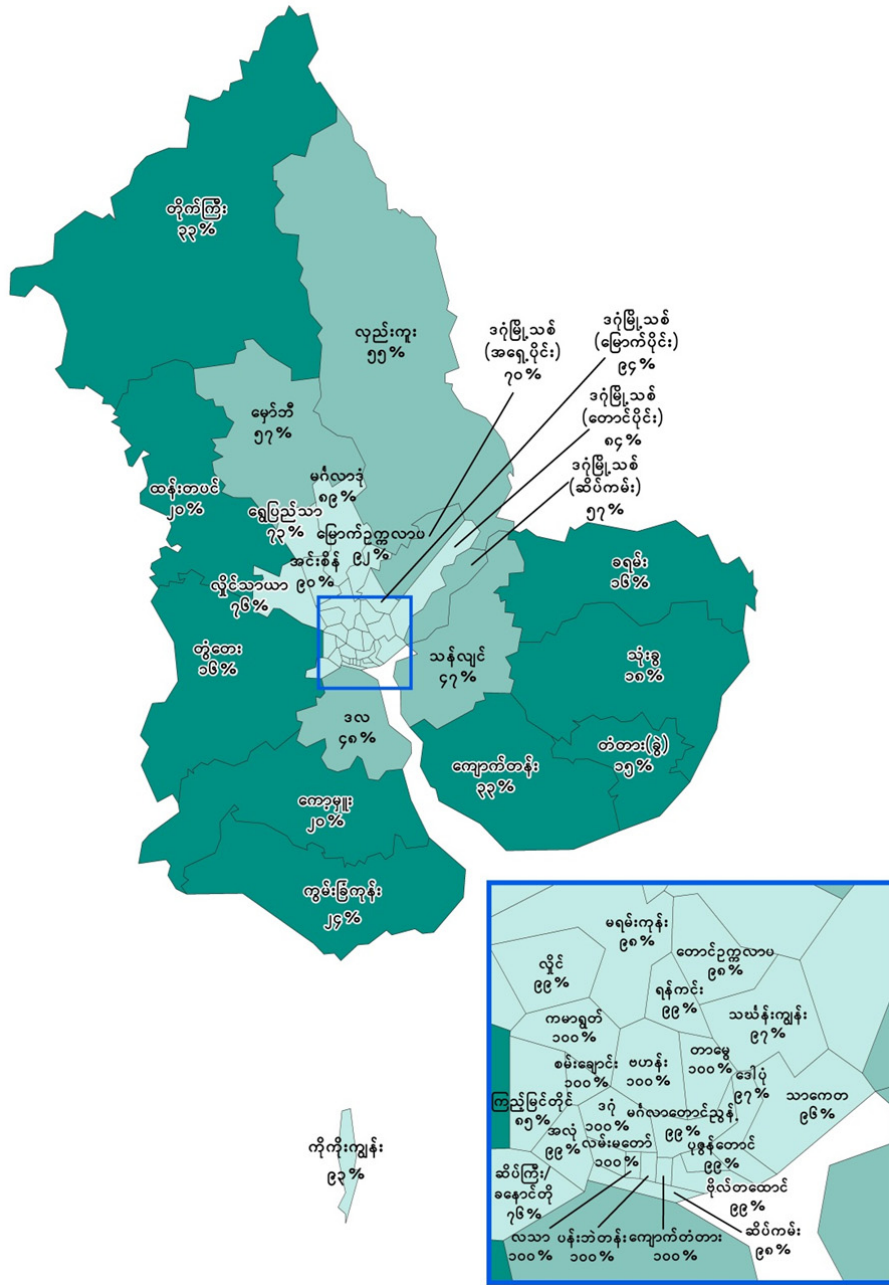 တိုက်ကြီး
၃၃%
လှည်းကူး
၅၅%
ဒဂုံမြို့သစ်
(အရှေ့ပိုင်း)
၇၀%
ဒဂုံမြို့သစ်
(မြောက်ပိုင်း)
၉၄%
ဒဂုံမြို့သစ်
(တောင်ပိုင်း)
၈၄%
ဒဂုံမြို့သစ်
(ဆိပ်ကမ်း)
၅၇%
မှော်ဘီ
၅၇%
မင်္ဂလာဒုံ
၈၉%
ထန်းတပင်
၂၀%
ရွှေပြည်သာ
၇၃%
မြောက်ဥက္ကလာပ
၉၂%
အင်းစိန်
၉၀%
လှိုင်သာယာ
၇၆%
ခရမ်း
၁၆%
တွံတေး
၁၆%
သန်လျင်
၄၇%
သုံးခွ
၁၈%
ဒလ
၄၈%
တံတား(ခွဲ)
၁၅%
ကျောက်တန်း
၃၃%
ကော့မှူး
၂၀%
ကွမ်းခြံကုန်း
၂၄%
ကိုကိုးကျွန်း
၉၃%
မရမ်းကုန်း
၉၈%
လှိုင်
၉၉%
တောင်ဥက္ကလာပ
၉၈%
ရန်ကင်း
၉၉%
သင်္ဃန်းကျွန်း
၉၇%
ကမာရွတ်
၁၀၀%
တာမွေ
၁၀၀%
စမ်းချောင်း
၁၀၀%
ဗဟန်း
၁၀၀%
ဒေါပုံ
၉၇%
သာကေတ
၉၆%
ကြည့်မြင်တိုင်
၈၅%
ဒဂုံ
၁၀၀%
မင်္ဂလာတောင်ညွန့်
၉၉%
အလုံ
၉၉%
လမ်းမတော်
၁၀၀%
ပုဇွန်တောင်
၉၉%
ဆိပ်ကြီး/
ခနောင်တို
၇၆%
ဗိုလ်တထောင်
၉၉%
ဆိပ်ကမ်း
၉၈%
လသာ
၁၀၀%
ပန်းဘဲတန်း
၁၀၀%
ကျောက်တံတား
၁၀၀%